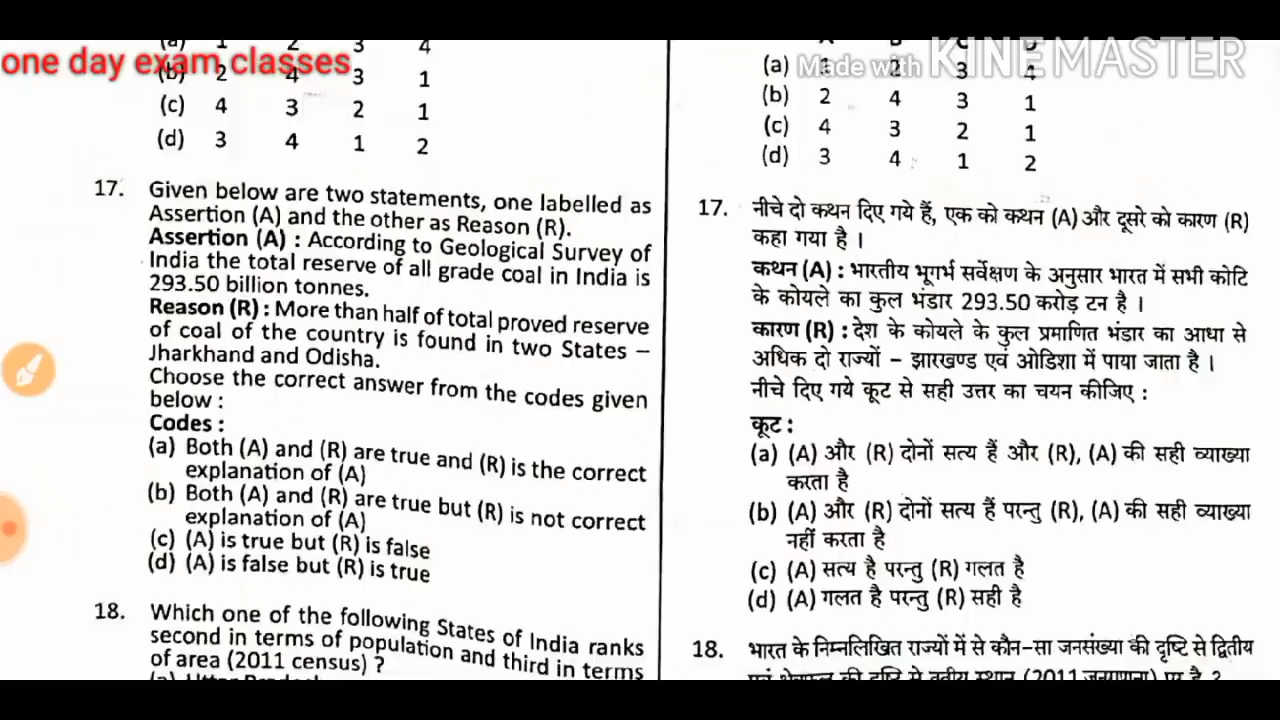 one day exam classes
Made with KINEMASTER
(a) 1 2 3 4
(b) 2 4 3 1
(c) 4 3 2 1
(d) 3 4 1 2
17. Given below are two statements, one labelled as
Assertion (A) and the other as Reason (R).
Assertion (A) : According to Geological Survey of
India the total reserve of all grade coal in India is
293.50 billion tonnes.
Reason (R) : More than half of total proved reserve
of coal of the country is found in two States –
Jharkhand and Odisha.
Choose the correct answer from the codes given
below :
Codes :
(a) Both (A) and (R) are true and (R) is the correct
explanation of (A)
(b) Both (A) and (R) are true but (R) is not correct
explanation of (A)
(c) (A) is true but (R) is false
(d) (A) is false but (R) is true
18. Which one of the following States of India ranks
second in terms of population and third in terms
of area (2011 census) ?
(a) Uttar Pradesh
A B C D
(a) 1 2 3 4
(b) 2 4 3 1
(c) 4 3 2 1
(d) 3 4 1 2
17. नीचे दो कथन दिए गये हैं, एक को कथन (A) और दूसरे को कारण (R)
कहा गया है ।
कथन (A) : भारतीय भूगर्भ सर्वेक्षण के अनुसार भारत में सभी कोटि
के कोयले का कुल भंडार 293.50 करोड़ टन है ।
कारण (R) : देश के कोयले के कुल प्रमाणित भंडार का आधा से
अधिक दो राज्यों – झारखण्ड एवं ओडिशा में पाया जाता है ।
नीचे दिए गये कूट से सही उत्तर का चयन कीजिए :
कूट :
(a) (A) और (R) दोनों सत्य हैं और (R), (A) की सही व्याख्या
करता है
(b) (A) और (R) दोनों सत्य हैं परन्तु (R), (A) की सही व्याख्या
नहीं करता है
(c) (A) सत्य है परन्तु (R) गलत है
(d) (A) गलत है परन्तु (R) सही है
18. भारत के निम्नलिखित राज्यों में से कौन-सा जनसंख्या की दृष्टि से द्वितीय
एवं क्षेत्रफल की दृष्टि से तृतीय स्थान (2011 जनगणना) पर है ?